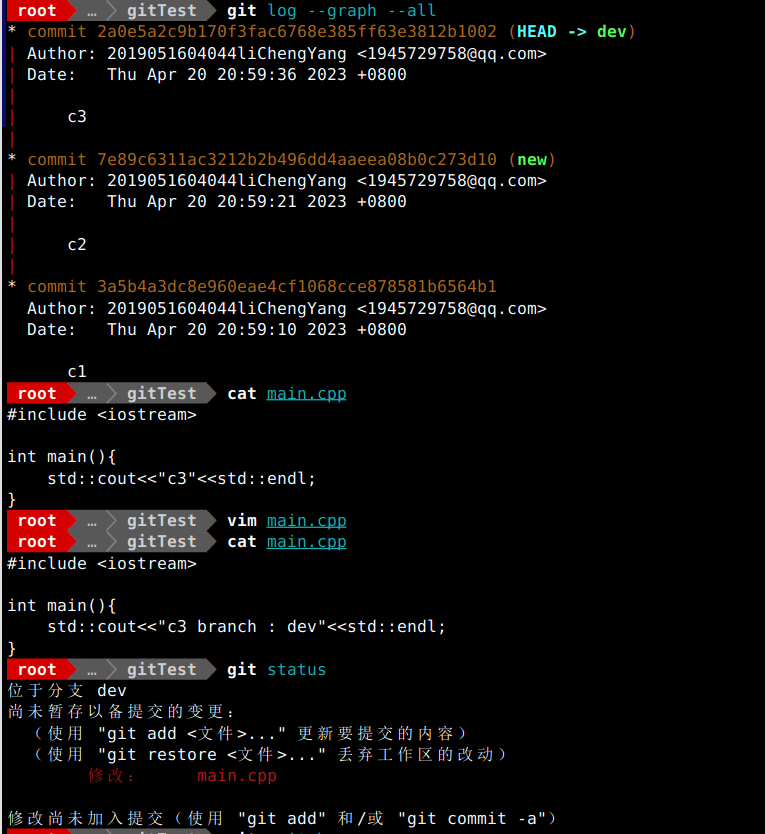 root … gitTest git log --graph --all
* commit 2a0e5a2c9b170f3fac6768e385ff63e3812b1002 (HEAD -> dev)
| Author: 2019051604044liChengYang <1945729758@qq.com>
| Date:   Thu Apr 20 20:59:36 2023 +0800
|
|     c3
|
* commit 7e89c6311ac3212b2b496dd4aaeea08b0c273d10 (new)
| Author: 2019051604044liChengYang <1945729758@qq.com>
| Date:   Thu Apr 20 20:59:21 2023 +0800
|
|     c2
|
* commit 3a5b4a3dc8e960eae4cf1068cce878581b6564b1
  Author: 2019051604044liChengYang <1945729758@qq.com>
  Date:   Thu Apr 20 20:59:10 2023 +0800
      c1
root … gitTest cat main.cpp
#include <iostream>
int main(){
    std::cout<<"c3"<<std::endl;
}
root … gitTest vim main.cpp
root … gitTest cat main.cpp
#include <iostream>
int main(){
    std::cout<<"c3 branch : dev"<<std::endl;
}
root … gitTest git status
位于分支 dev
尚未暂存以备提交的变更：
  （使用 "git add <文件>..." 更新要提交的内容）
  （使用 "git restore <文件>..." 丢弃工作区的改动）
        修改：     main.cpp
修改尚未加入提交（使用 "git add" 和/或 "git commit -a"）